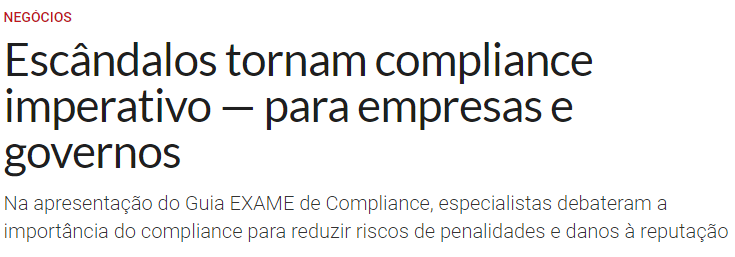 NEGÓCIOS
Escândalos tornam compliance
imperativo — para empresas e
governos
Na apresentação do Guia EXAME de Compliance, especialistas debateram a
importância do compliance para reduzir riscos de penalidades e danos à reputação